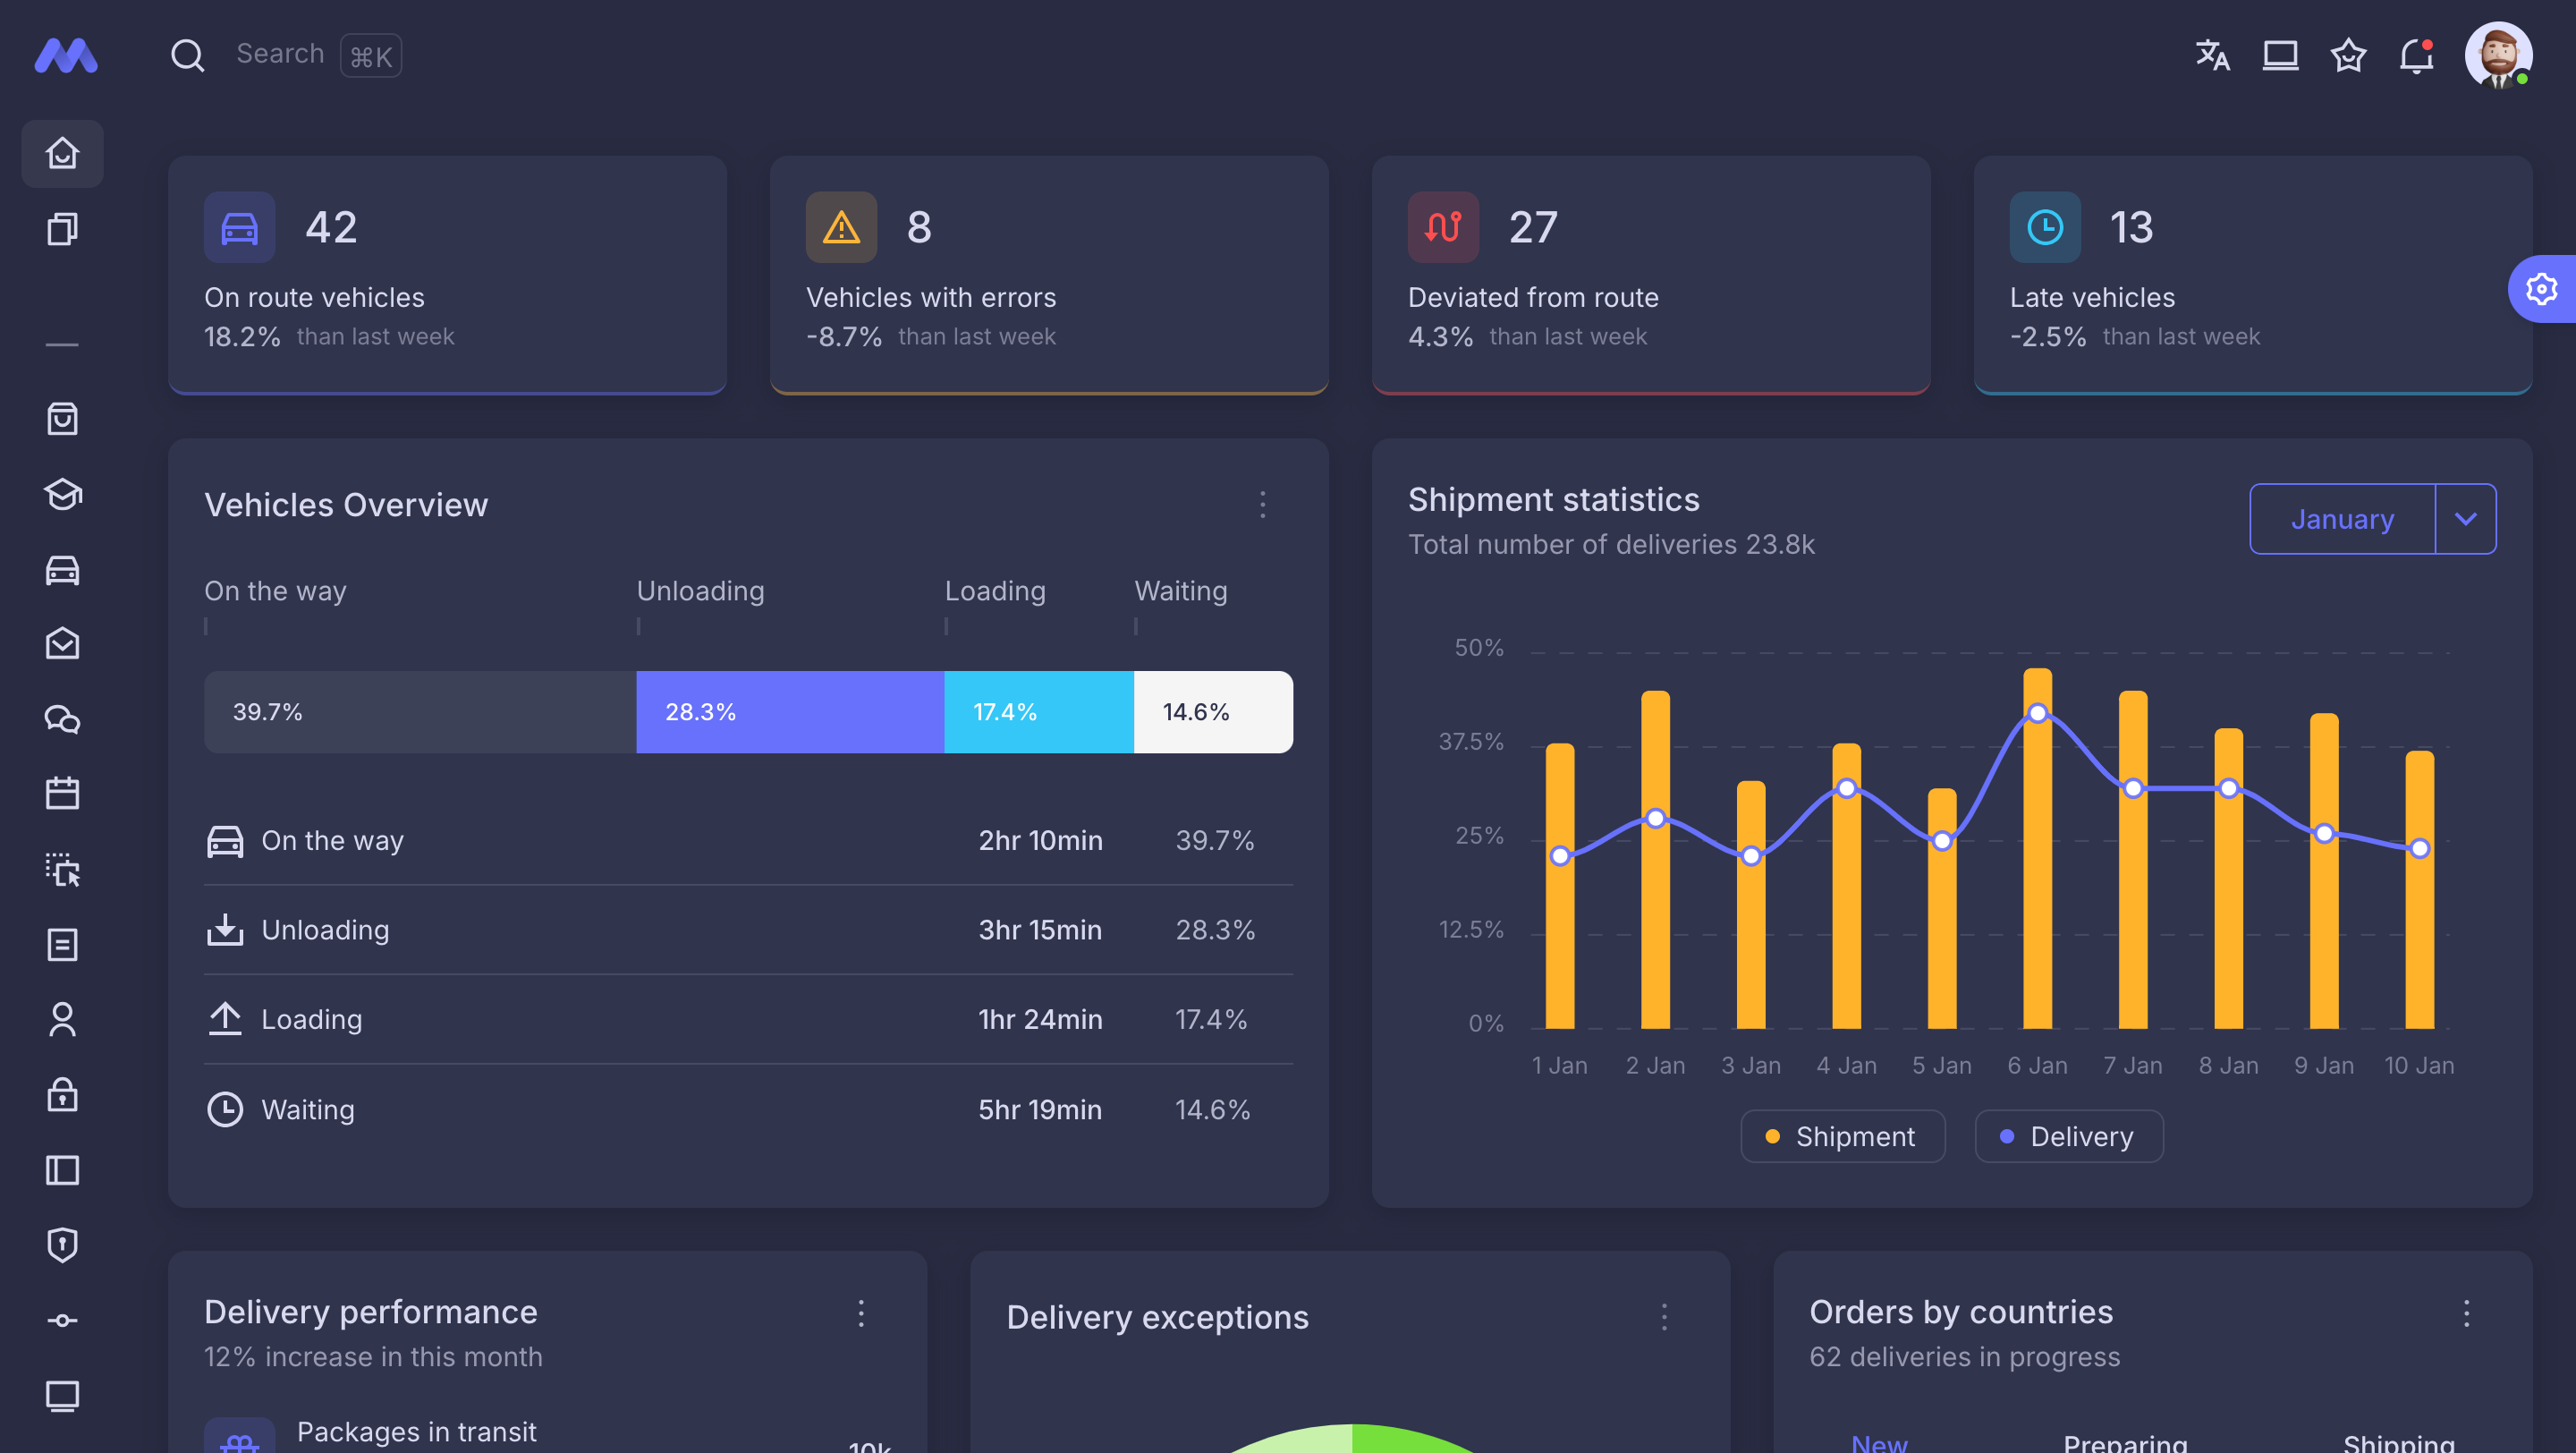 Search ⌘K
42
On route vehicles
18.2% than last week
8
Vehicles with errors
-8.7% than last week
27
Deviated from route
4.3% than last week
13
Late vehicles
-2.5% than last week
Vehicles Overview
On the way Unloading Loading Waiting
39.7% 28.3% 17.4% 14.6%
On the way 2hr 10min 39.7%
Unloading 3hr 15min 28.3%
Loading 1hr 24min 17.4%
Waiting 5hr 19min 14.6%
Shipment statistics
Total number of deliveries 23.8k
January
50%
37.5%
25%
12.5%
0%
1 Jan 2 Jan 3 Jan 4 Jan 5 Jan 6 Jan 7 Jan 8 Jan 9 Jan 10 Jan
Shipment Delivery
Delivery performance
12% increase in this month
Packages in transit
10k
Delivery exceptions
Orders by countries
62 deliveries in progress
New Preparing Shipping